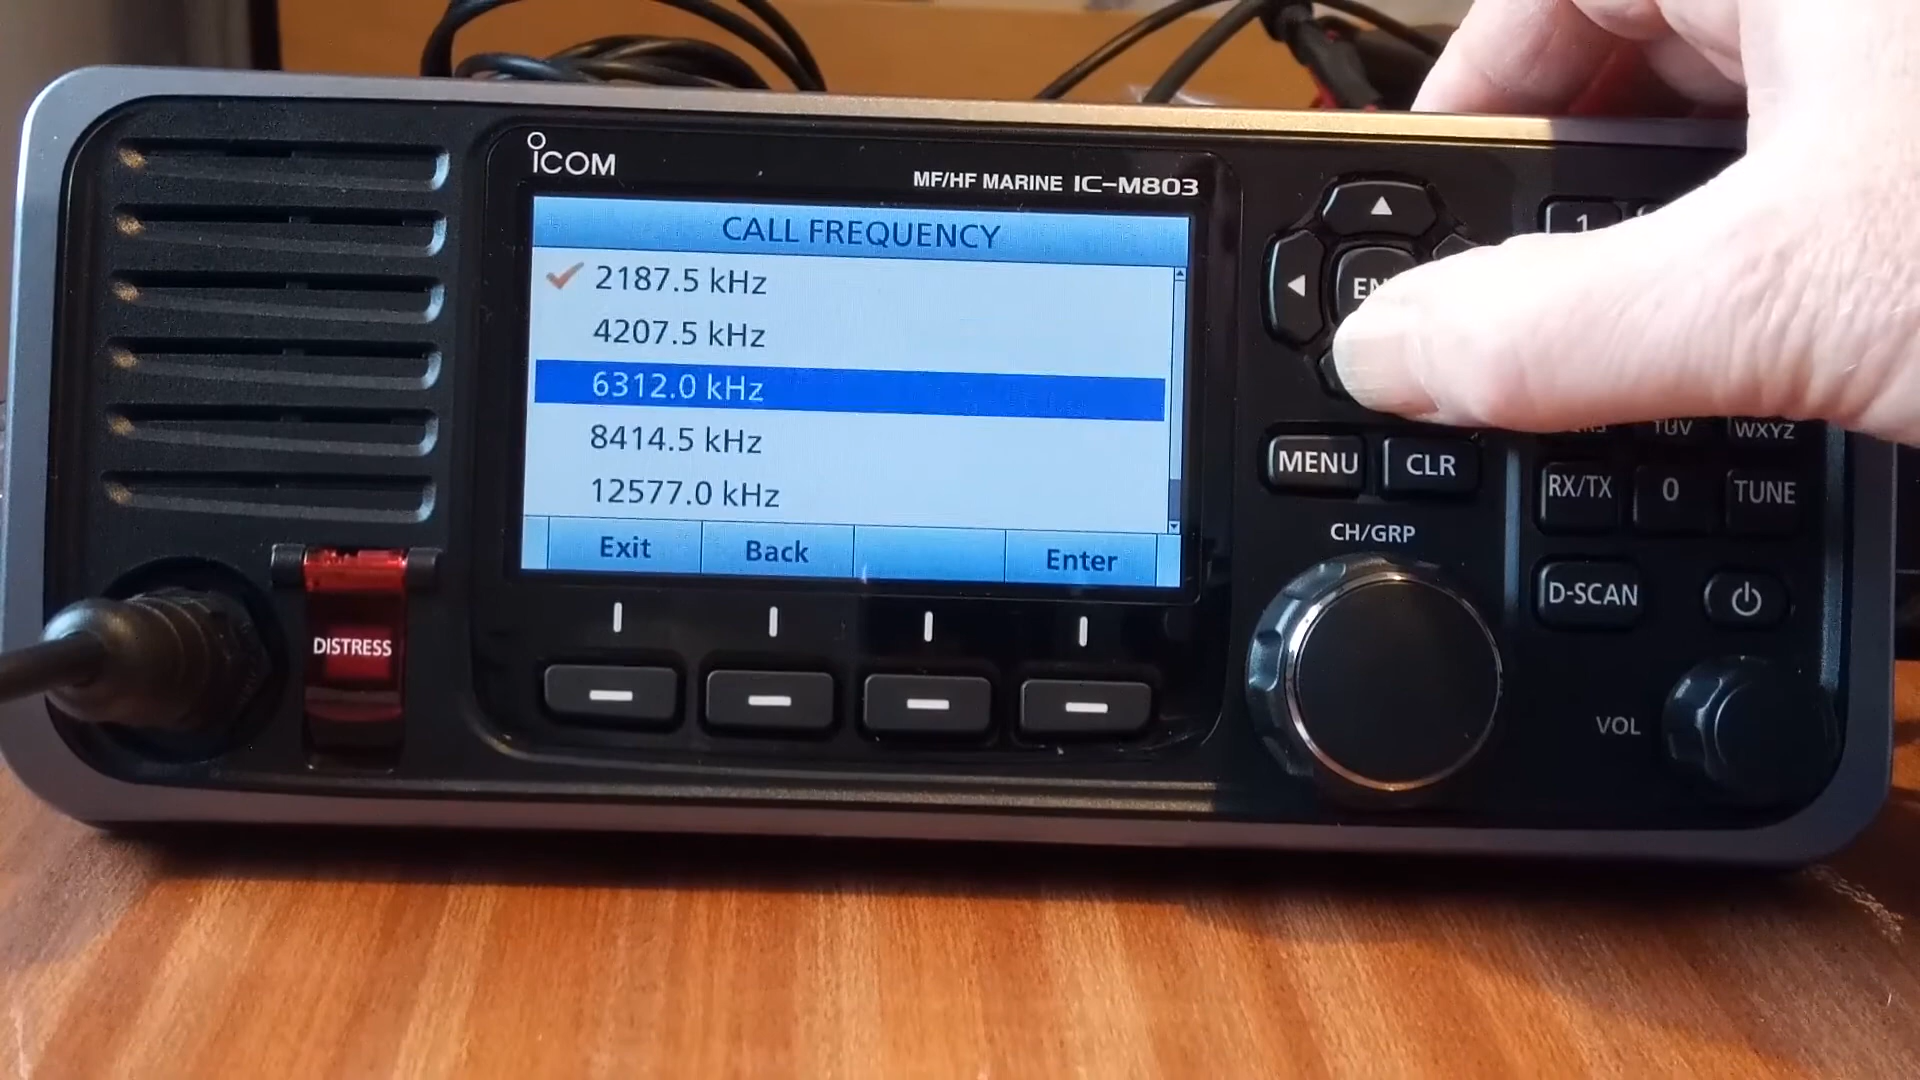 ICOM
MF/HF MARINE IC-M803
CALL FREQUENCY
2187.5 kHz
4207.5 kHz
6312.0 kHz
8414.5 kHz
12577.0 kHz
Exit Back Enter
DISTRESS
1
TUV WXYZ
MENU CLR
RX/TX 0 TUNE
CH/GRP
D-SCAN
VOL